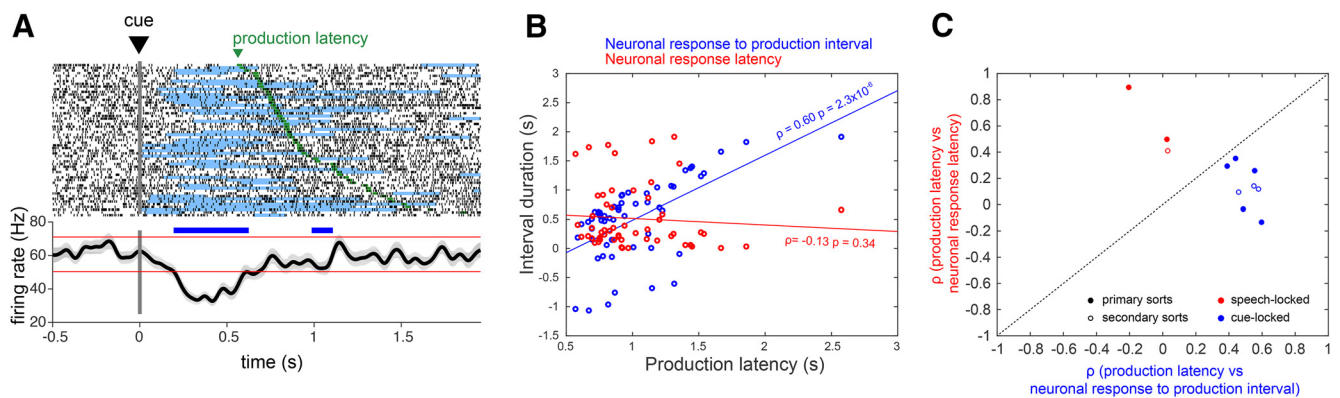 A
cue
production latency
firing rate (Hz)
80
60
40
20
-0.5
0
0.5
1
1.5
time (s)
B
Neuronal response to production interval
Neuronal response latency
Interval duration (s)
3
2.5
2
1.5
1
0.5
0
-0.5
-1
-1.5
ρ = 0.60 p = 2.3x10⁻⁶
ρ= -0.13 p = 0.34
0.5
1
1.5
2
2.5
3
Production latency (s)
C
ρ (production latency vs
neuronal response latency)
1
0.8
0.6
0.4
0.2
0
-0.2
-0.4
-0.6
-0.8
-1
primary sorts
secondary sorts
speech-locked
cue-locked
-1
-0.8
-0.6
-0.4
-0.2
0
0.2
0.4
0.6
0.8
1
ρ (production latency vs
neuronal response to production interval)